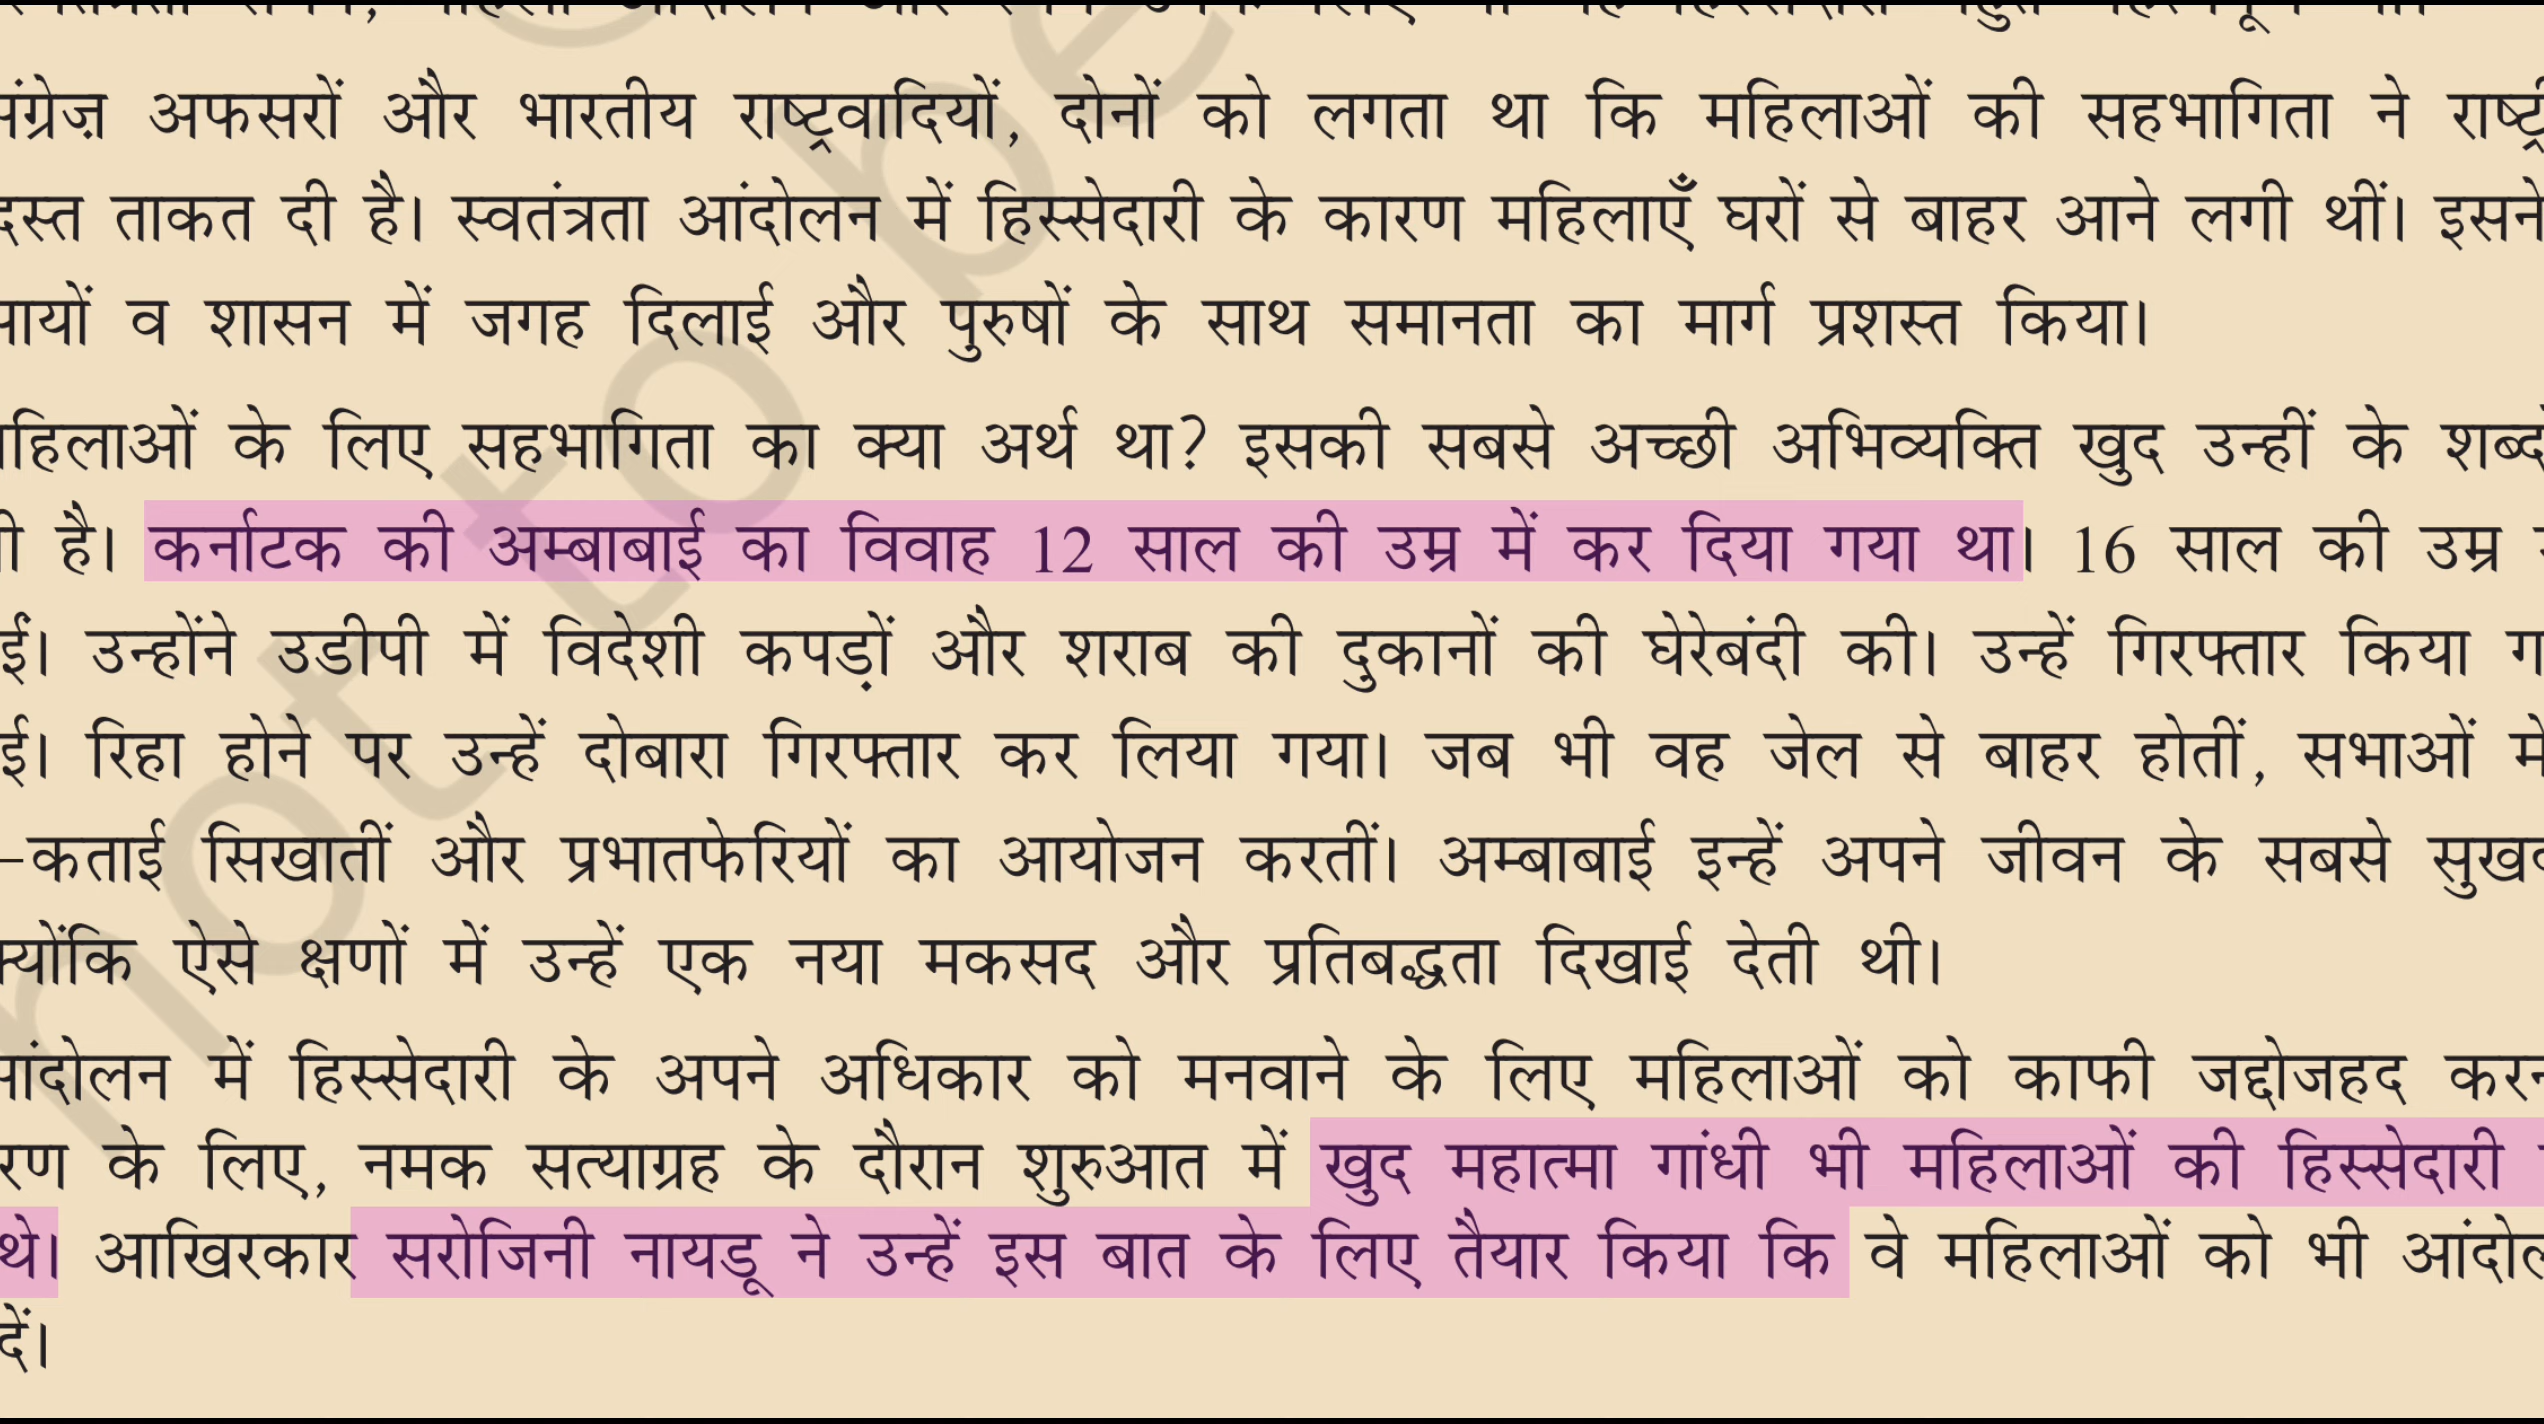 अंग्रेज़ अफसरों और भारतीय राष्ट्रवादियों, दोनों को लगता था कि महिलाओं की सहभागिता ने
ताकत दी है। स्वतंत्रता आंदोलन में हिस्सेदारी के कारण महिलाएँ घरों से बाहर आने लगी थीं। इसने
व शासन में जगह दिलाई और पुरुषों के साथ समानता का मार्ग प्रशस्त किया।
महिलाओं के लिए सहभागिता का क्या अर्थ था? इसकी सबसे अच्छी अभिव्यक्ति खुद उन्हीं के
है। कर्नाटक की अम्बाबाई का विवाह 12 साल की उम्र में कर दिया गया था। 16 साल की उम्र
उन्होंने उडीपी में विदेशी कपड़ों और शराब की दुकानों की घेरेबंदी की। उन्हें गिरफ्तार किया
रिहा होने पर उन्हें दोबारा गिरफ्तार कर लिया गया। जब भी वह जेल से बाहर होतीं, सभाओं में
-कताई सिखातीं और प्रभातफेरियों का आयोजन करतीं। अम्बाबाई इन्हें अपने जीवन के सबसे
क्योंकि ऐसे क्षणों में उन्हें एक नया मकसद और प्रतिबद्धता दिखाई देती थी।
आंदोलन में हिस्सेदारी के अपने अधिकार को मनवाने के लिए महिलाओं को काफी जद्दोजहद
के लिए, नमक सत्याग्रह के दौरान शुरुआत में खुद महात्मा गांधी भी महिलाओं की हिस्सेदारी
थे। आखिरकार सरोजिनी नायडू ने उन्हें इस बात के लिए तैयार किया कि वे महिलाओं को भी
दें।
not to be